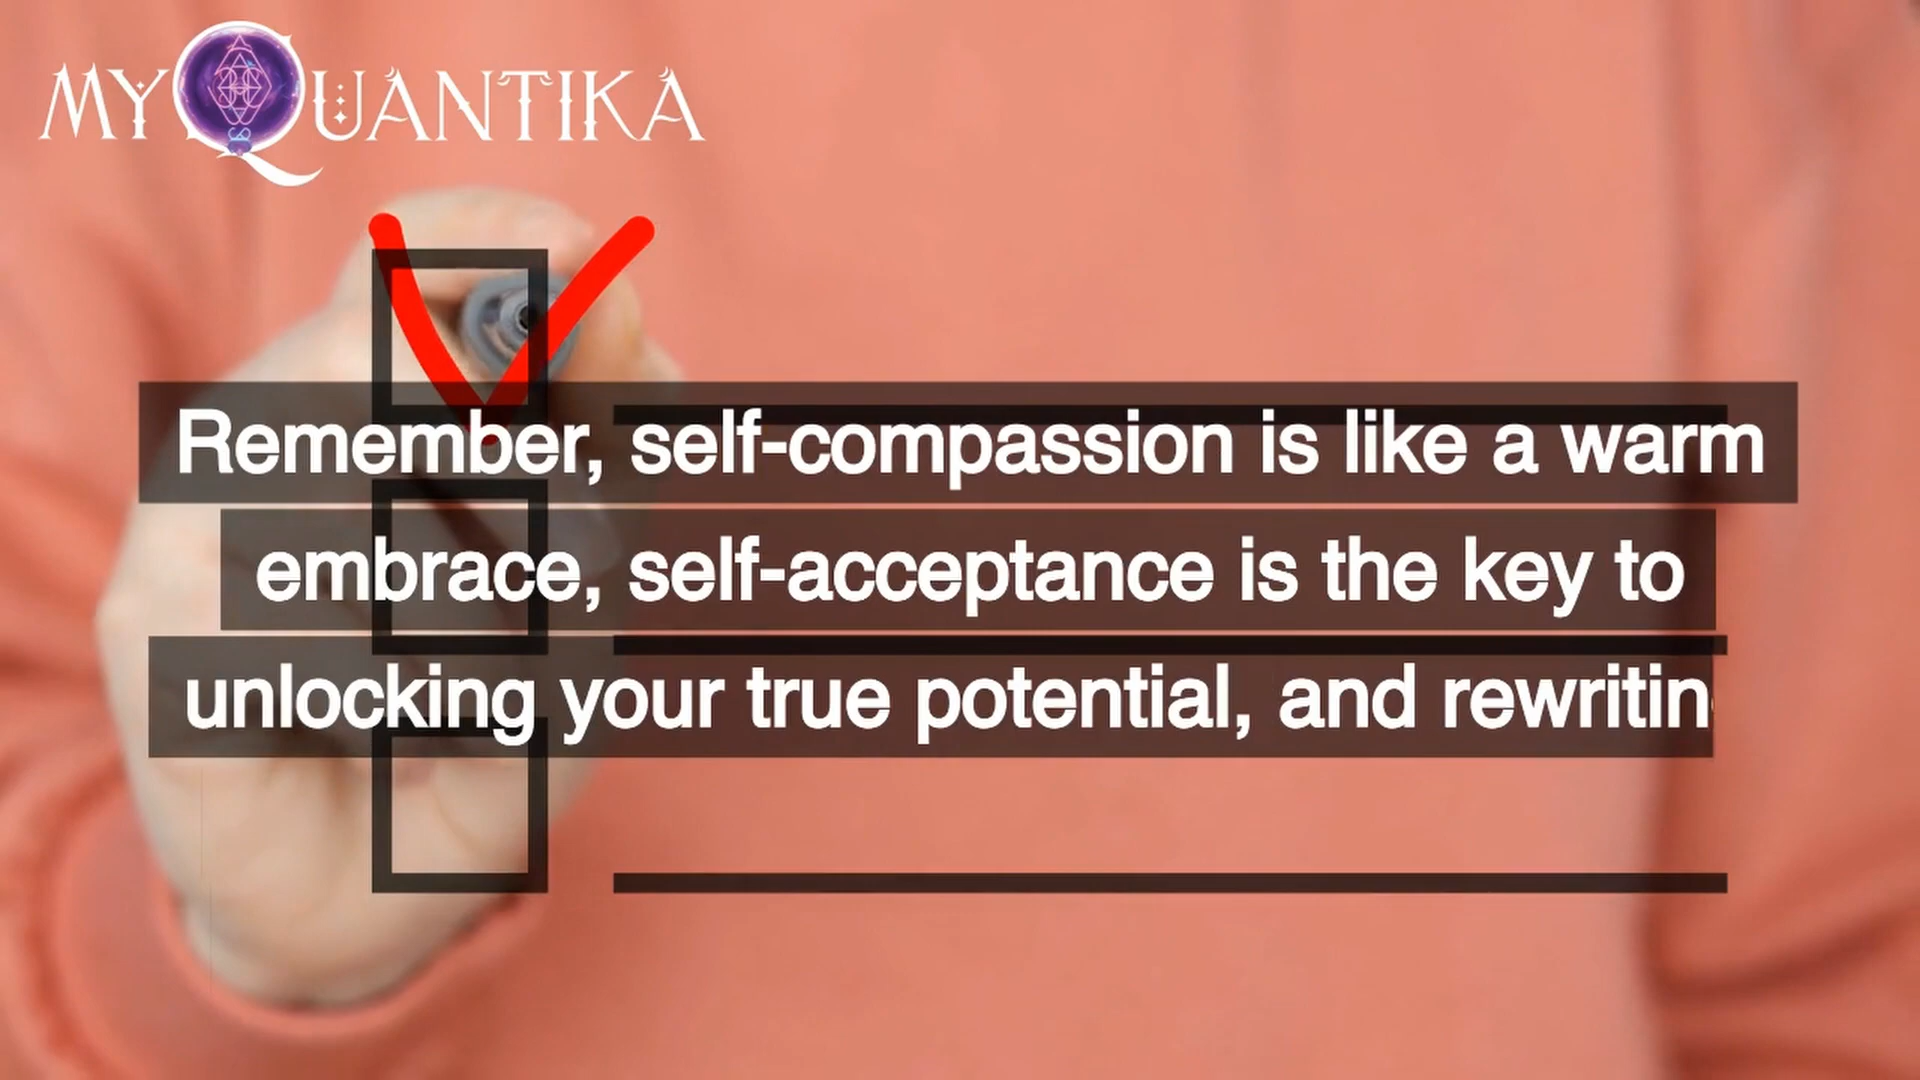 MYQUANTIKA
Remember, self-compassion is like a warm
embrace, self-acceptance is the key to
unlocking your true potential, and rewritin